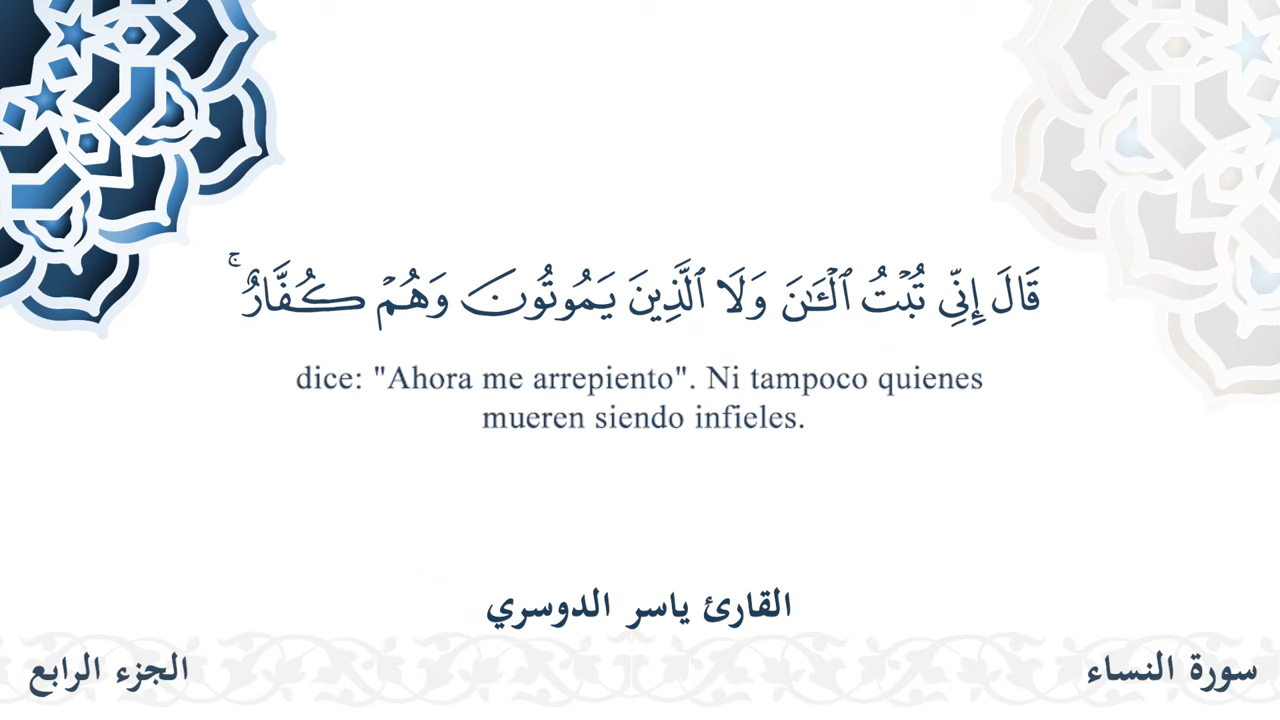 قَالَ إِنِّي تُبۡتُ ٱلۡـَٰٔنَ وَلَا ٱلَّذِينَ يَمُوتُونَ وَهُمۡ كُفَّارٌۚ
dice: "Ahora me arrepiento". Ni tampoco quienes
mueren siendo infieles.
القارئ ياسر الدوسري
سورة النساء
الجزء الرابع